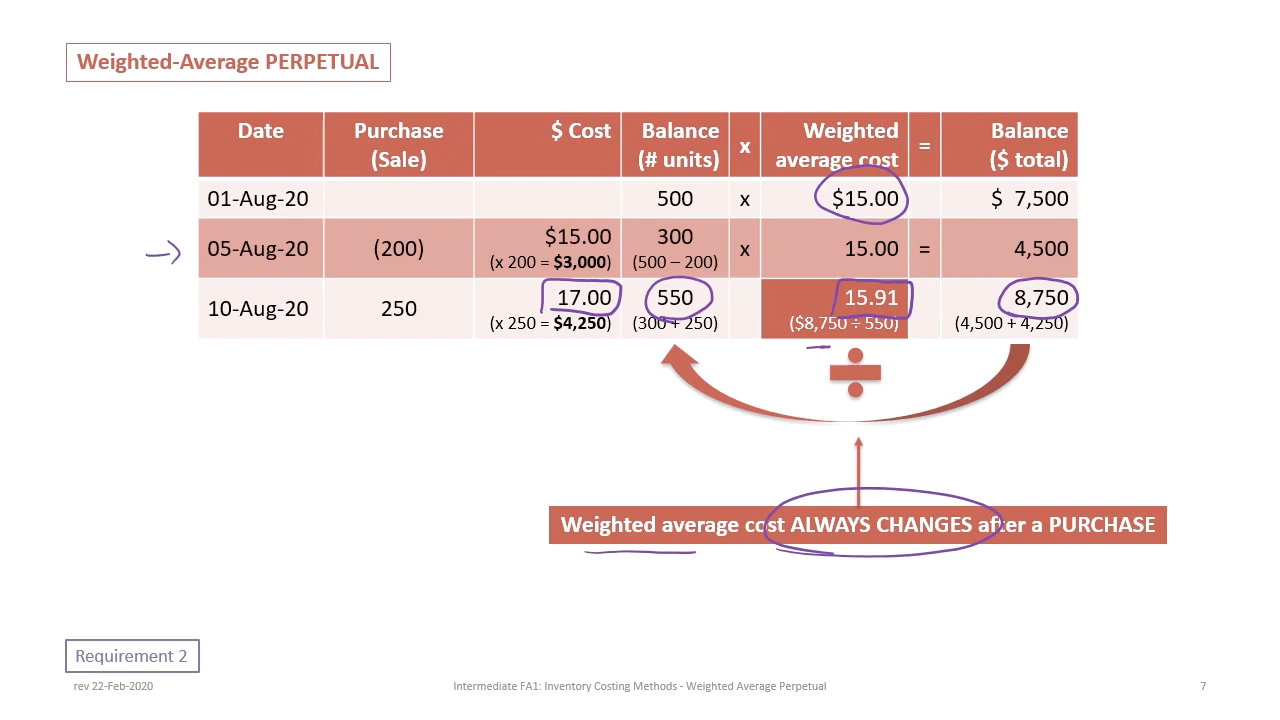 Weighted-Average PERPETUAL
Date Purchase (Sale) $ Cost Balance (# units) x Weighted average cost = Balance ($ total)
01-Aug-20 500 x $15.00 $ 7,500
05-Aug-20 (200) $15.00 300 x 15.00 = 4,500
(x 200 = $3,000) (500 – 200)
10-Aug-20 250 17.00 550 15.91 8,750
(x 250 = $4,250) (300 + 250) ($8,750 ÷ 550) (4,500 + 4,250)
÷
Weighted average cost ALWAYS CHANGES after a PURCHASE
Requirement 2
rev 22-Feb-2020 Intermediate FA1: Inventory Costing Methods - Weighted Average Perpetual 7